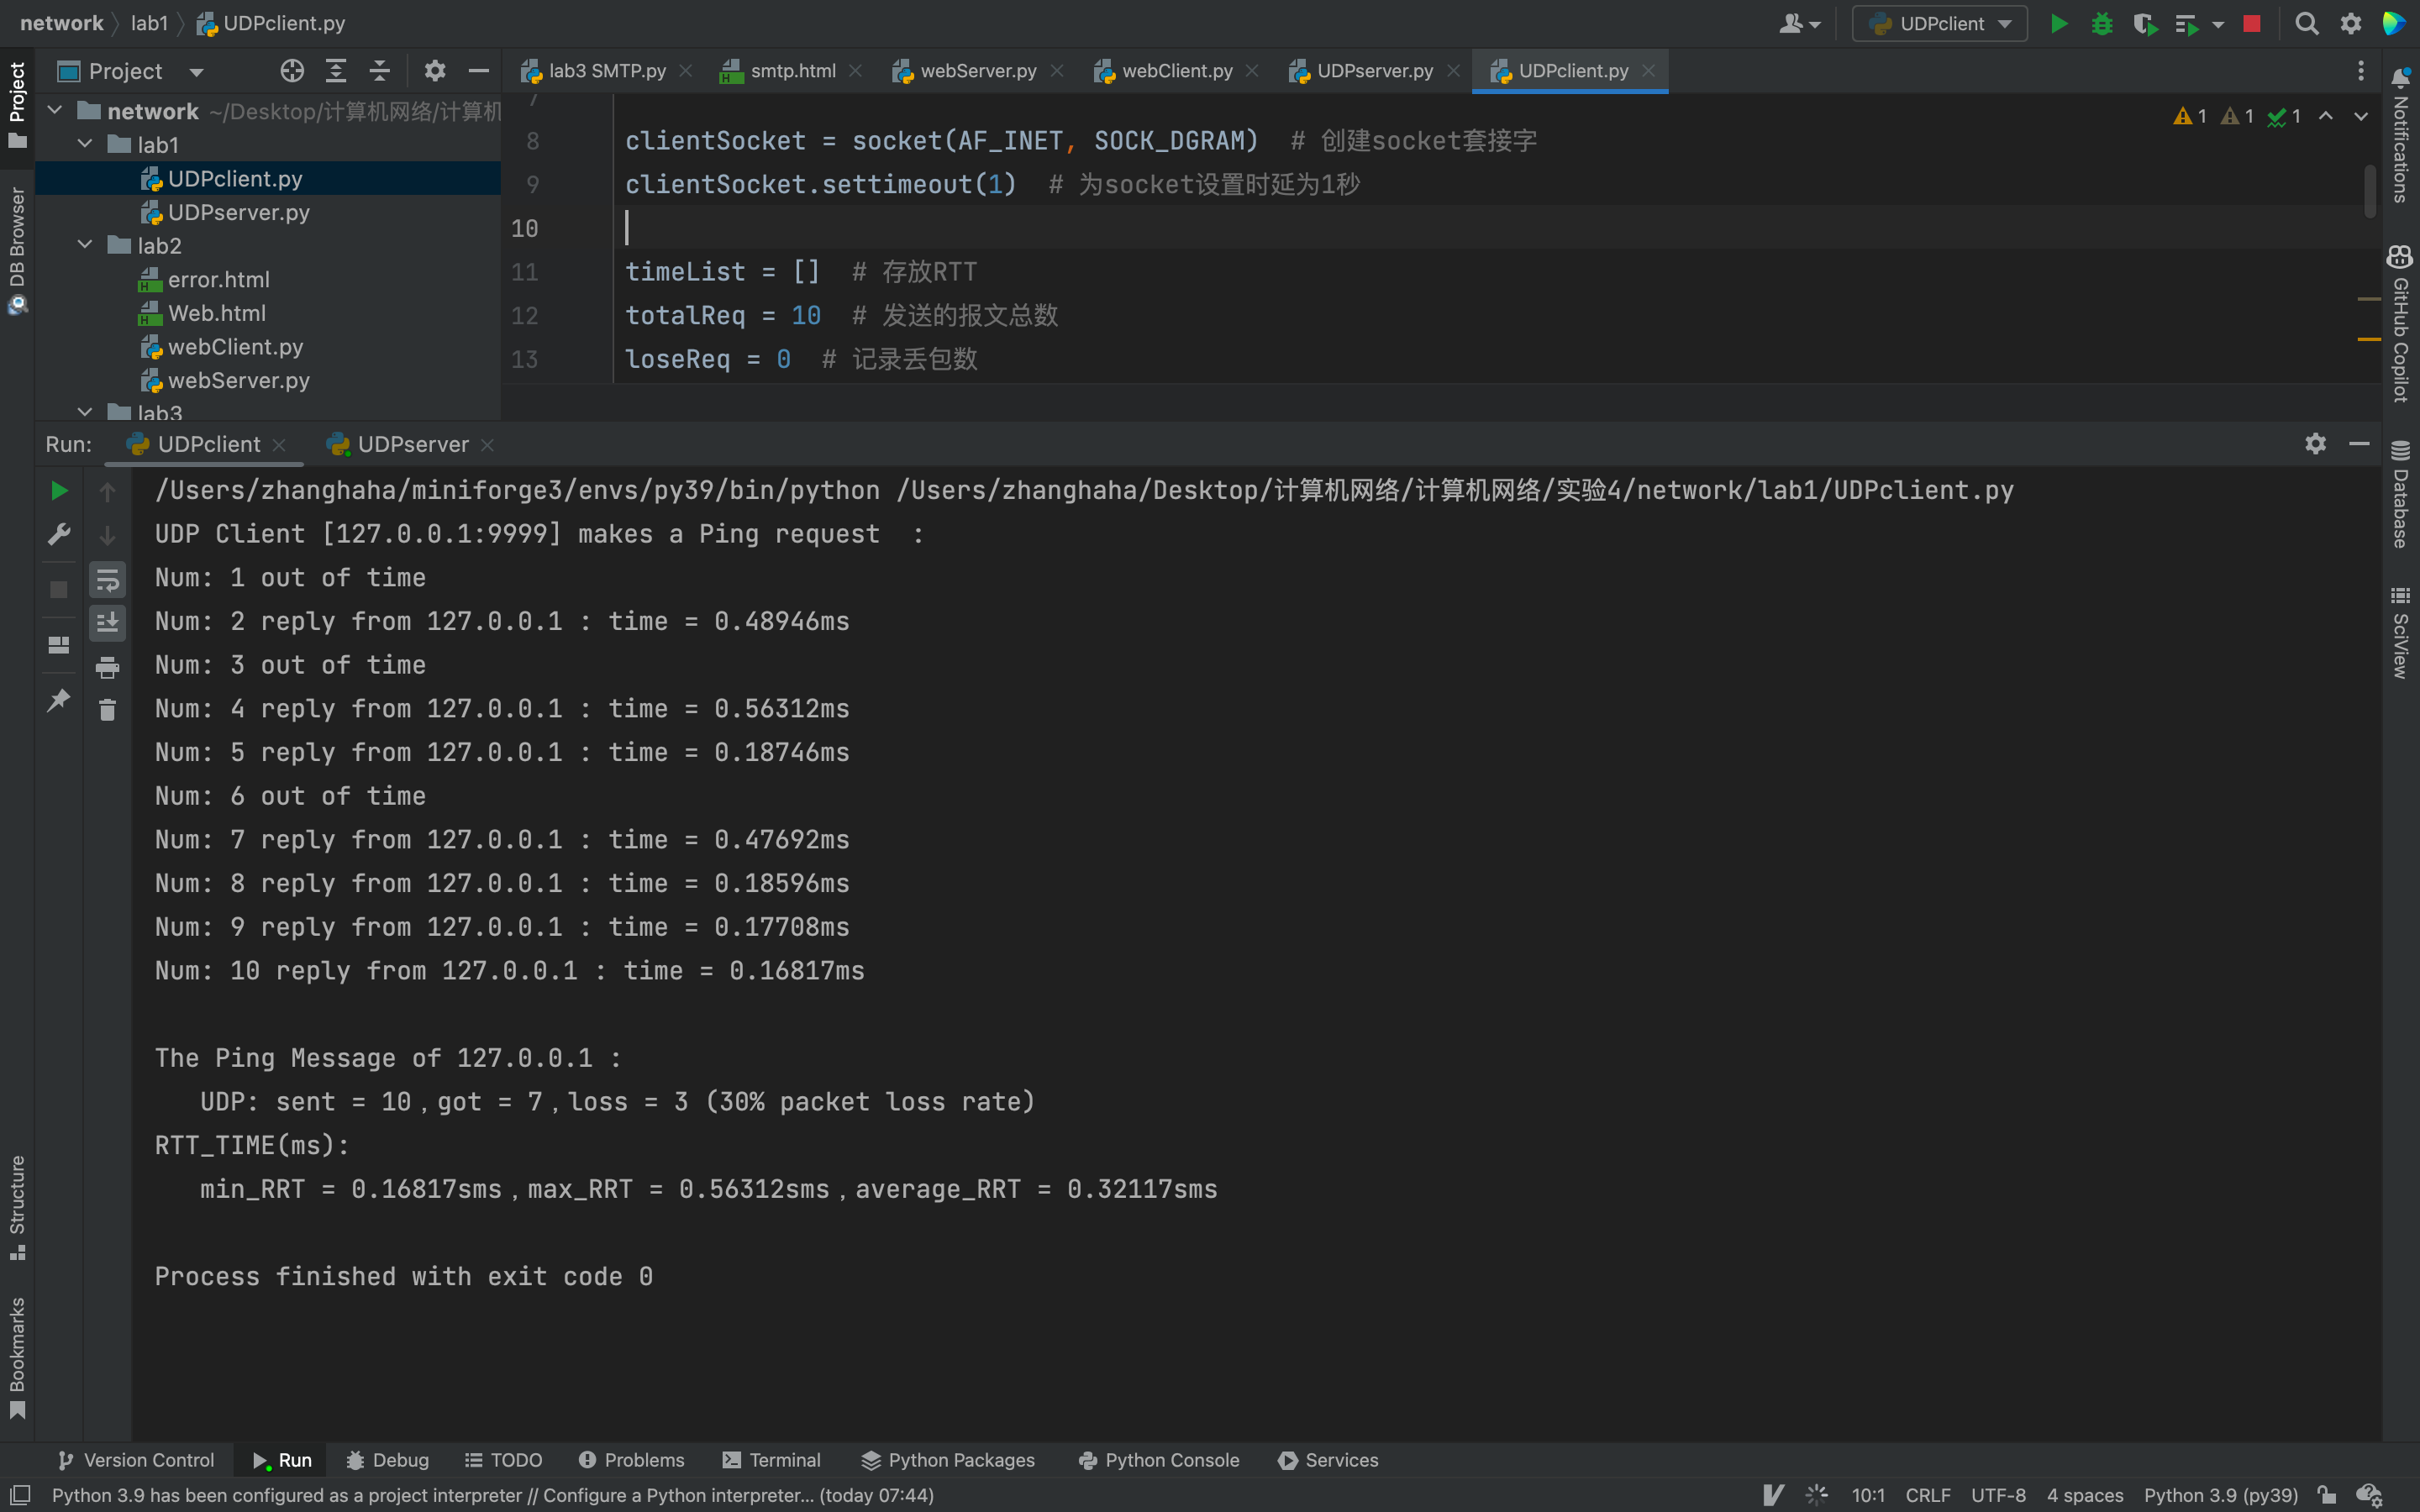 network lab1 UDPclient.py
UDPclient
Project
lab3 SMTP.py
smtp.html
webServer.py
webClient.py
UDPserver.py
UDPclient.py
network ~/Desktop/计算机网络/计算机
lab1
UDPclient.py
UDPserver.py
lab2
error.html
Web.html
webClient.py
webServer.py
lab3
7
8 clientSocket = socket(AF_INET, SOCK_DGRAM)  # 创建socket套接字
9 clientSocket.settimeout(1)  # 为socket设置时延为1秒
10
11 timeList = []  # 存放RTT
12 totalReq = 10  # 发送的报文总数
13 loseReq = 0  # 记录丢包数
1 1 1
Run: UDPclient UDPserver
/Users/zhanghaha/miniforge3/envs/py39/bin/python /Users/zhanghaha/Desktop/计算机网络/计算机网络/实验4/network/lab1/UDPclient.py
UDP Client [127.0.0.1:9999] makes a Ping request  :
Num: 1 out of time
Num: 2 reply from 127.0.0.1 : time = 0.48946ms
Num: 3 out of time
Num: 4 reply from 127.0.0.1 : time = 0.56312ms
Num: 5 reply from 127.0.0.1 : time = 0.18746ms
Num: 6 out of time
Num: 7 reply from 127.0.0.1 : time = 0.47692ms
Num: 8 reply from 127.0.0.1 : time = 0.18596ms
Num: 9 reply from 127.0.0.1 : time = 0.17708ms
Num: 10 reply from 127.0.0.1 : time = 0.16817ms
The Ping Message of 127.0.0.1 :
UDP: sent = 10，got = 7，loss = 3 (30% packet loss rate)
RTT_TIME(ms):
min_RRT = 0.16817sms，max_RRT = 0.56312sms，average_RRT = 0.32117sms
Process finished with exit code 0
Project
DB Browser
Structure
Bookmarks
Notifications
GitHub Copilot
Database
SciView
Version Control Run Debug TODO Problems Terminal Python Packages Python Console Services
Python 3.9 has been configured as a project interpreter // Configure a Python interpreter... (today 07:44)
10:1 CRLF UTF-8 4 spaces Python 3.9 (py39)